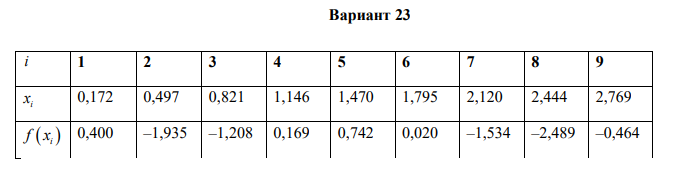 Вариант 23
i 1 2 3 4 5 6 7 8 9
xᵢ 0,172 0,497 0,821 1,146 1,470 1,795 2,120 2,444 2,769
f(xᵢ) 0,400 –1,935 –1,208 0,169 0,742 0,020 –1,534 –2,489 –0,464